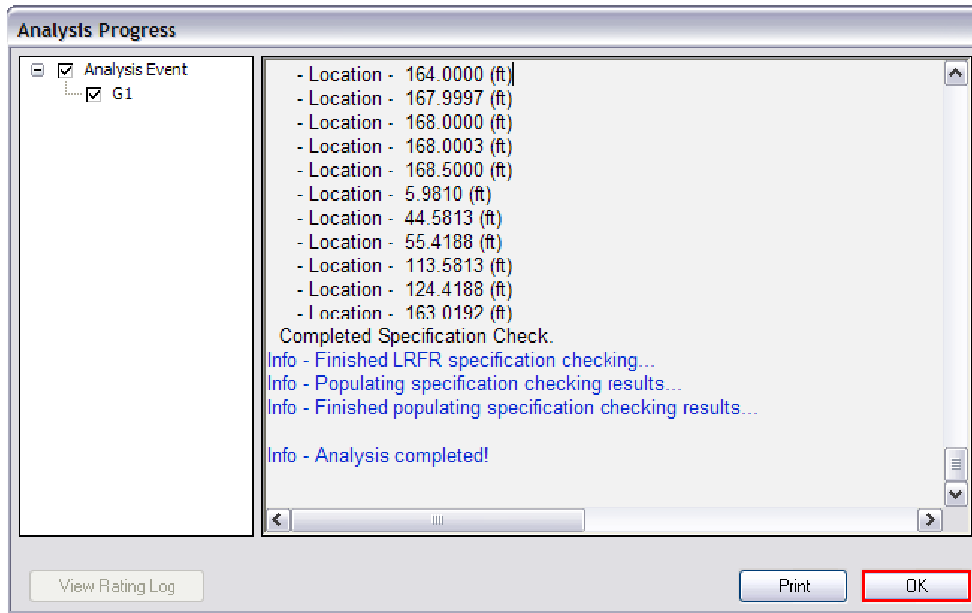 Analysis Progress
Analysis Event
G1
- Location - 164.0000 (ft)
- Location - 167.9997 (ft)
- Location - 168.0000 (ft)
- Location - 168.0003 (ft)
- Location - 168.5000 (ft)
- Location - 5.9810 (ft)
- Location - 44.5813 (ft)
- Location - 55.4188 (ft)
- Location - 113.5813 (ft)
- Location - 124.4188 (ft)
- Location - 163.0192 (ft)
Completed Specification Check.
Info - Finished LRFR specification checking...
Info - Populating specification checking results...
Info - Finished populating specification checking results...
Info - Analysis completed!
View Rating Log
Print
OK